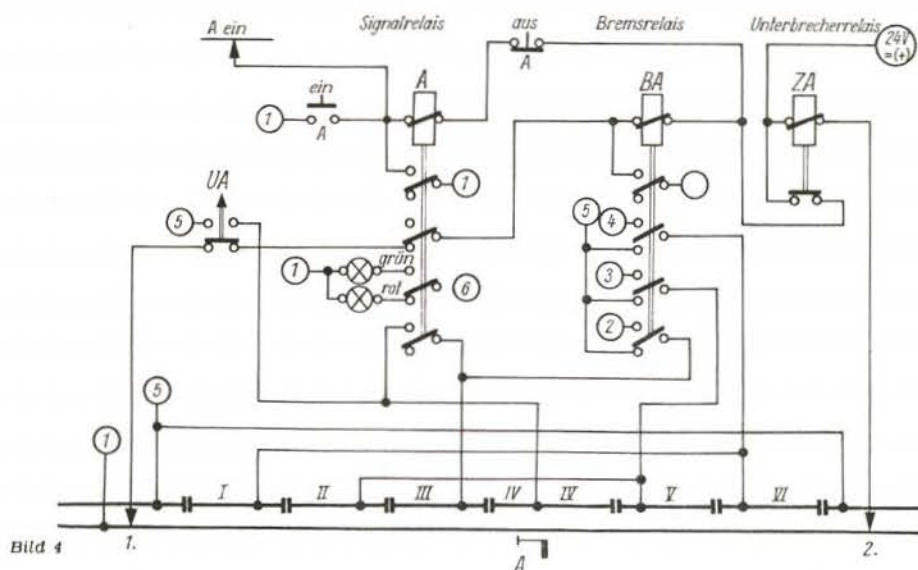 A ein
Signalrelais
aus
Bremsrelais
Unterbrecherrelais
24V
=(+)
ein
A
A
BA
ZA
1
A
UA
1
5
5
4
1
grün
rot
6
3
2
5
1
I
II
III
IV
IV
V
VI
Bild 4
1.
A
2.